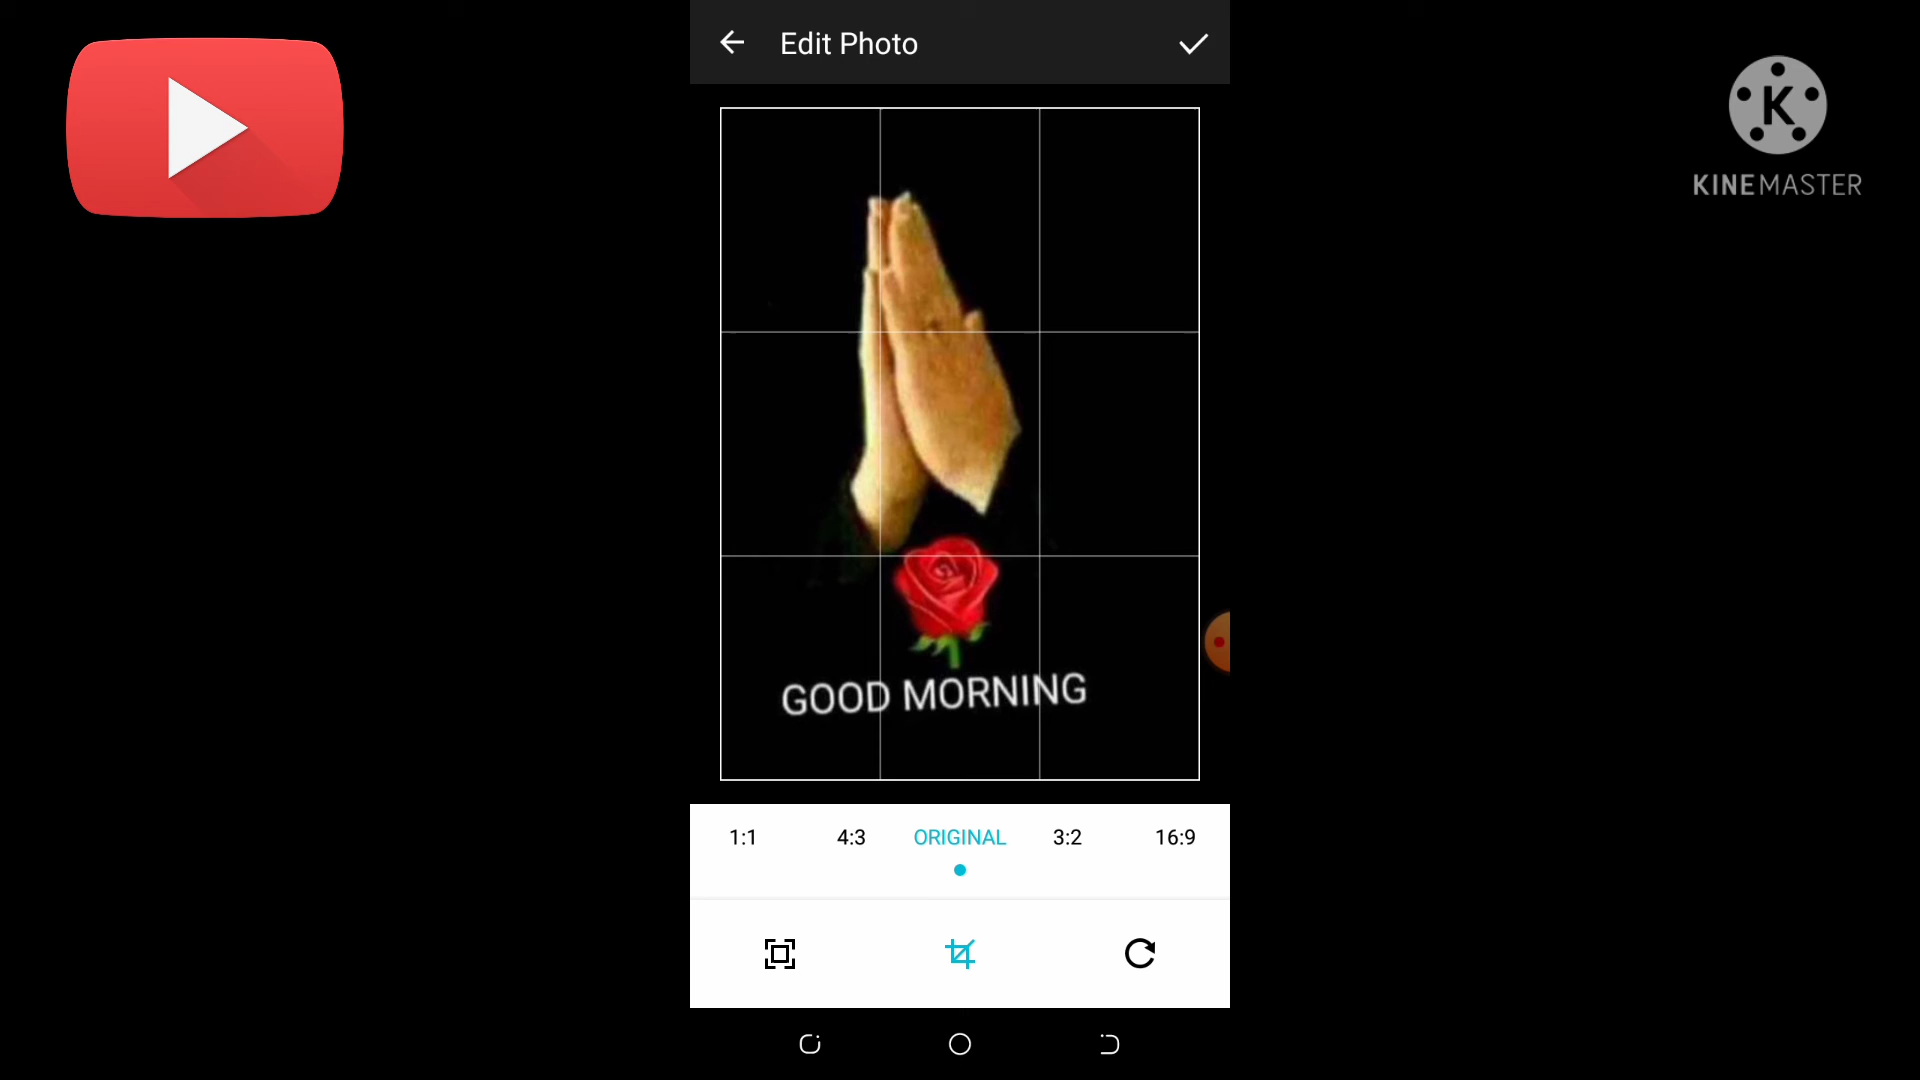 Edit Photo
K
KINEMASTER
GOOD MORNING
1:1 4:3 ORIGINAL 3:2 16:9